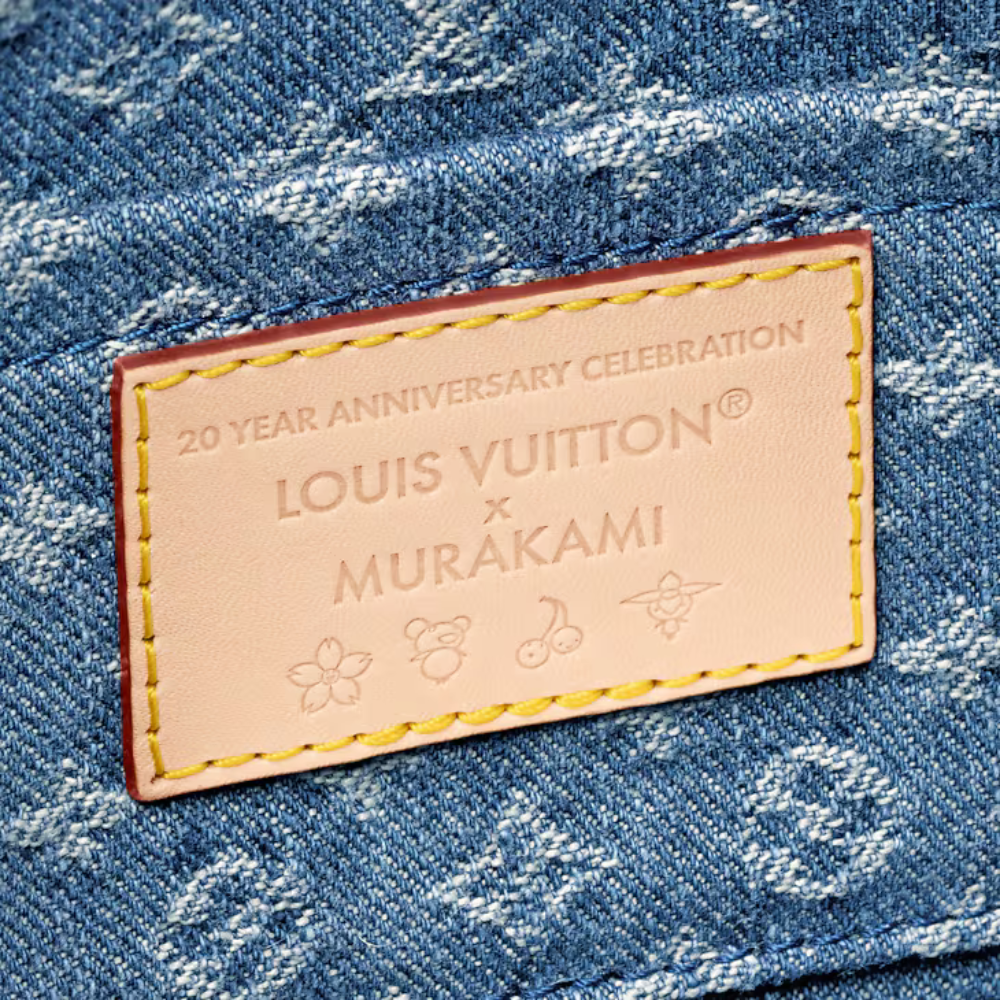 20 YEAR ANNIVERSARY CELEBRATION
LOUIS VUITTON®
x
MURAKAMI